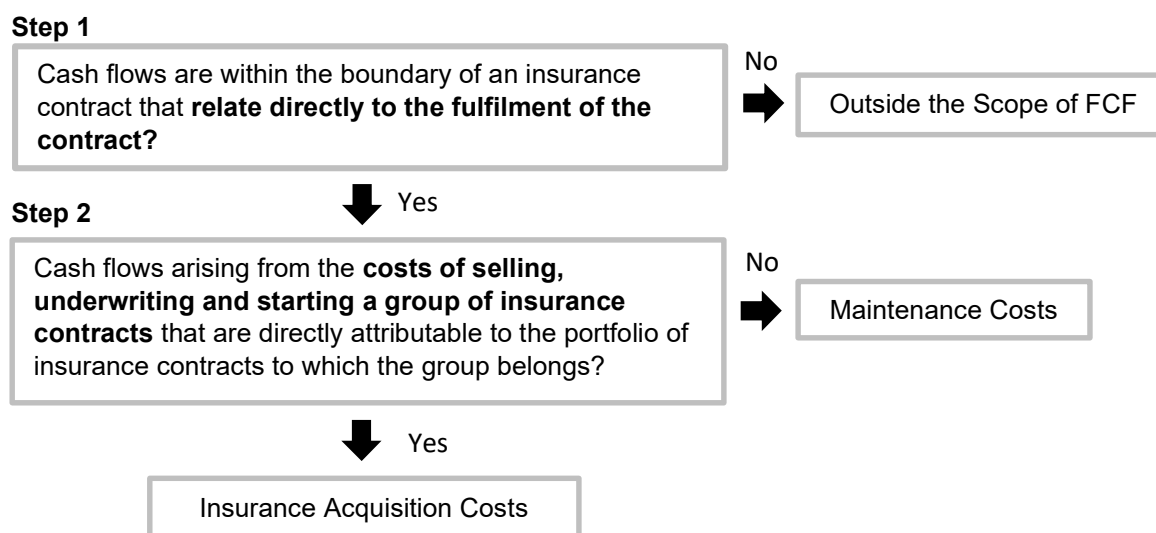 Step 1
Cash flows are within the boundary of an insurance
contract that relate directly to the fulfilment of the
contract?
No
Outside the Scope of FCF
Yes
Step 2
Cash flows arising from the costs of selling,
underwriting and starting a group of insurance
contracts that are directly attributable to the portfolio of
insurance contracts to which the group belongs?
No
Maintenance Costs
Yes
Insurance Acquisition Costs